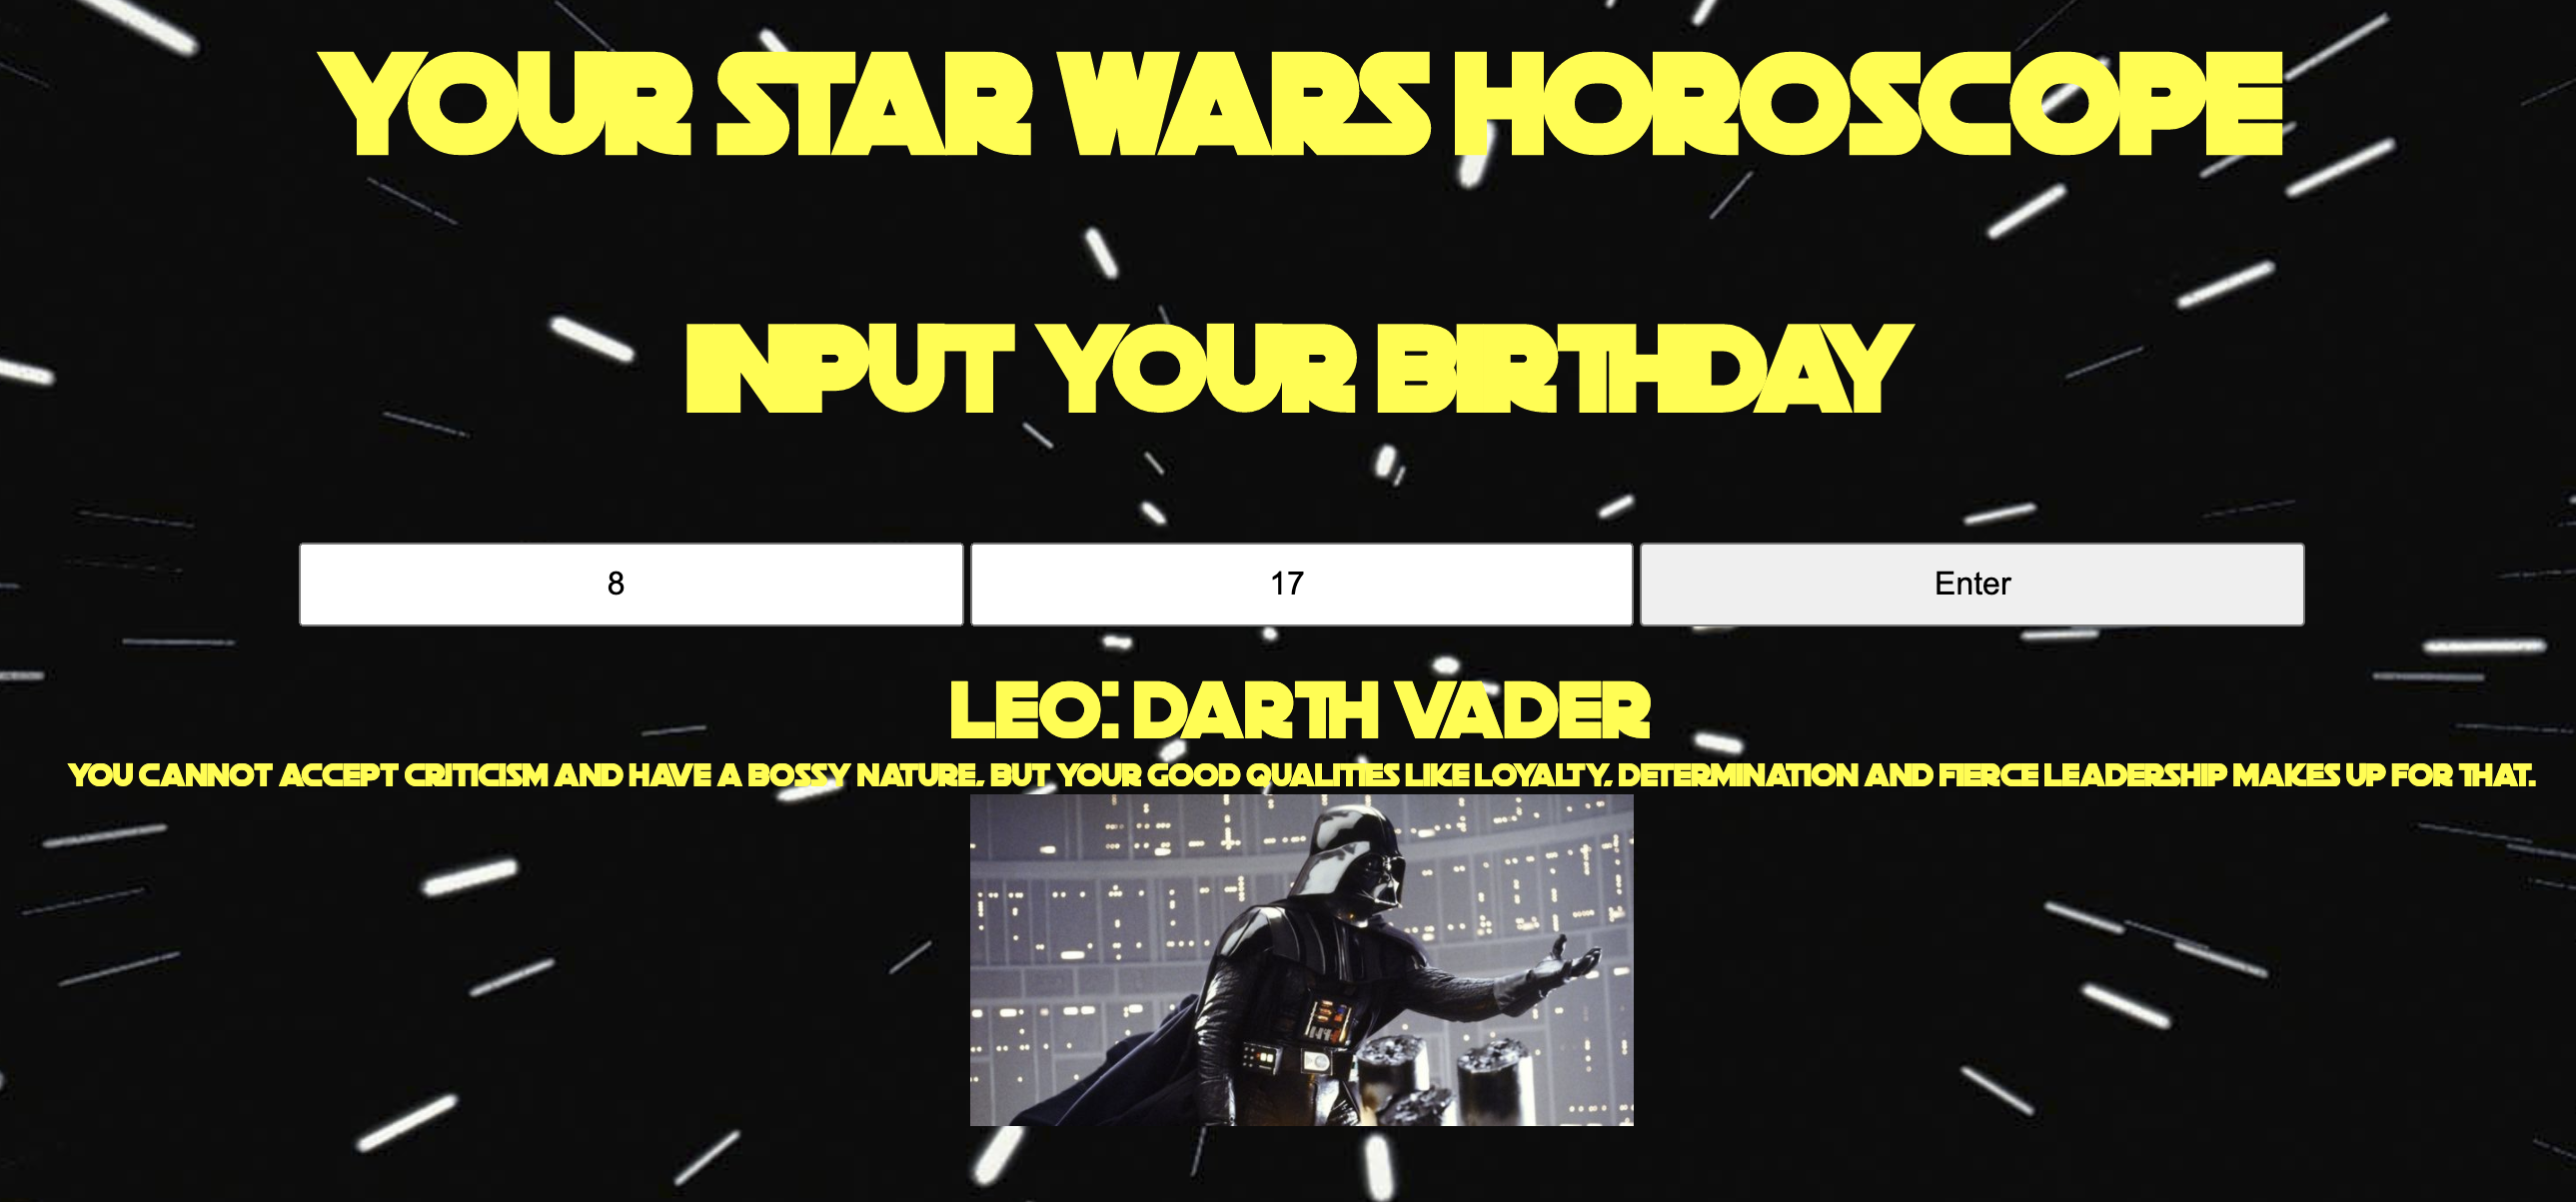 YOUR STAR WARS HOROSCOPE
INPUT YOUR BIRTHDAY
8
17
Enter
LEO: DARTH VADER
YOU CANNOT ACCEPT CRITICISM AND HAVE A BOSSY NATURE, BUT YOUR GOOD QUALITIES LIKE LOYALTY, DETERMINATION AND FIERCE LEADERSHIP MAKES UP FOR THAT.